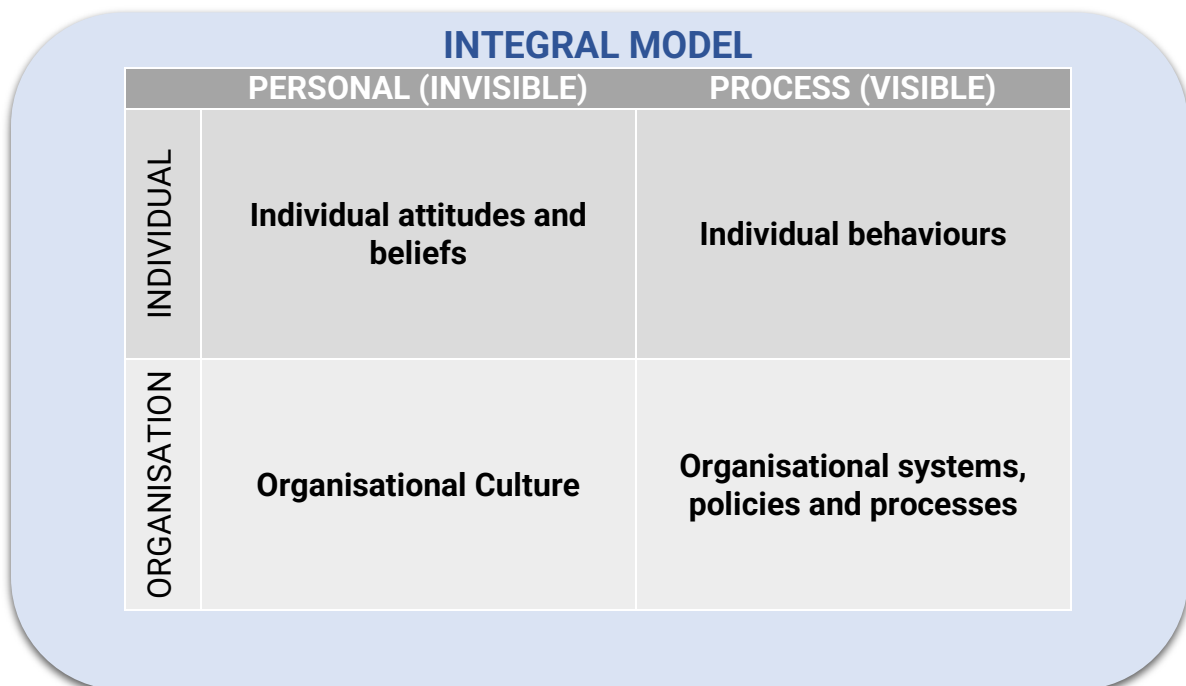 INTEGRAL MODEL
PERSONAL (INVISIBLE) PROCESS (VISIBLE)
INDIVIDUAL
Individual attitudes and
beliefs
Individual behaviours
ORGANISATION
Organisational Culture
Organisational systems,
policies and processes